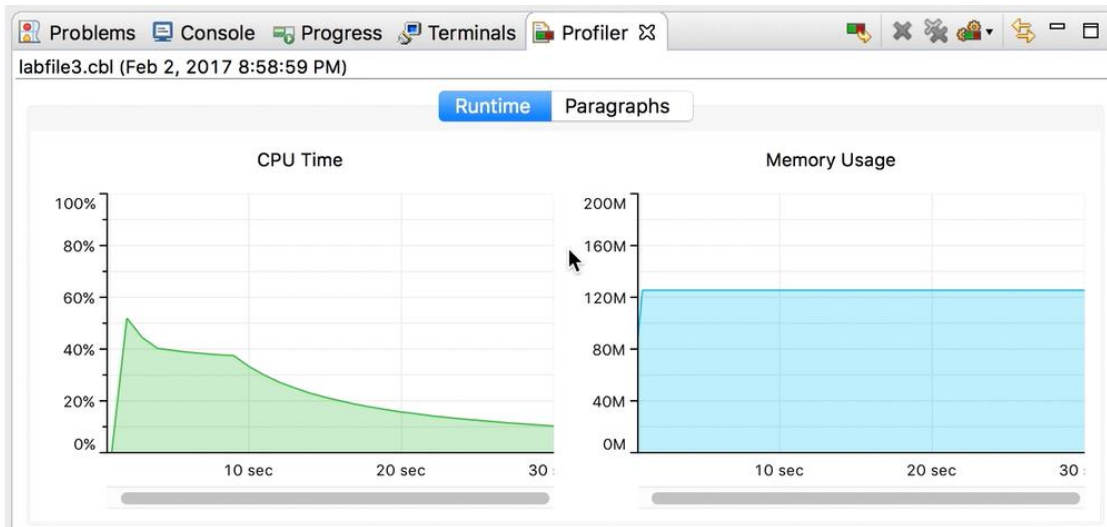 Problems Console Progress Terminals Profiler
labfile3.cbl (Feb 2, 2017 8:58:59 PM)
Runtime Paragraphs
CPU Time
100%
80%
60%
40%
20%
0%
10 sec 20 sec 30
Memory Usage
200M
160M
120M
80M
40M
0M
10 sec 20 sec 30